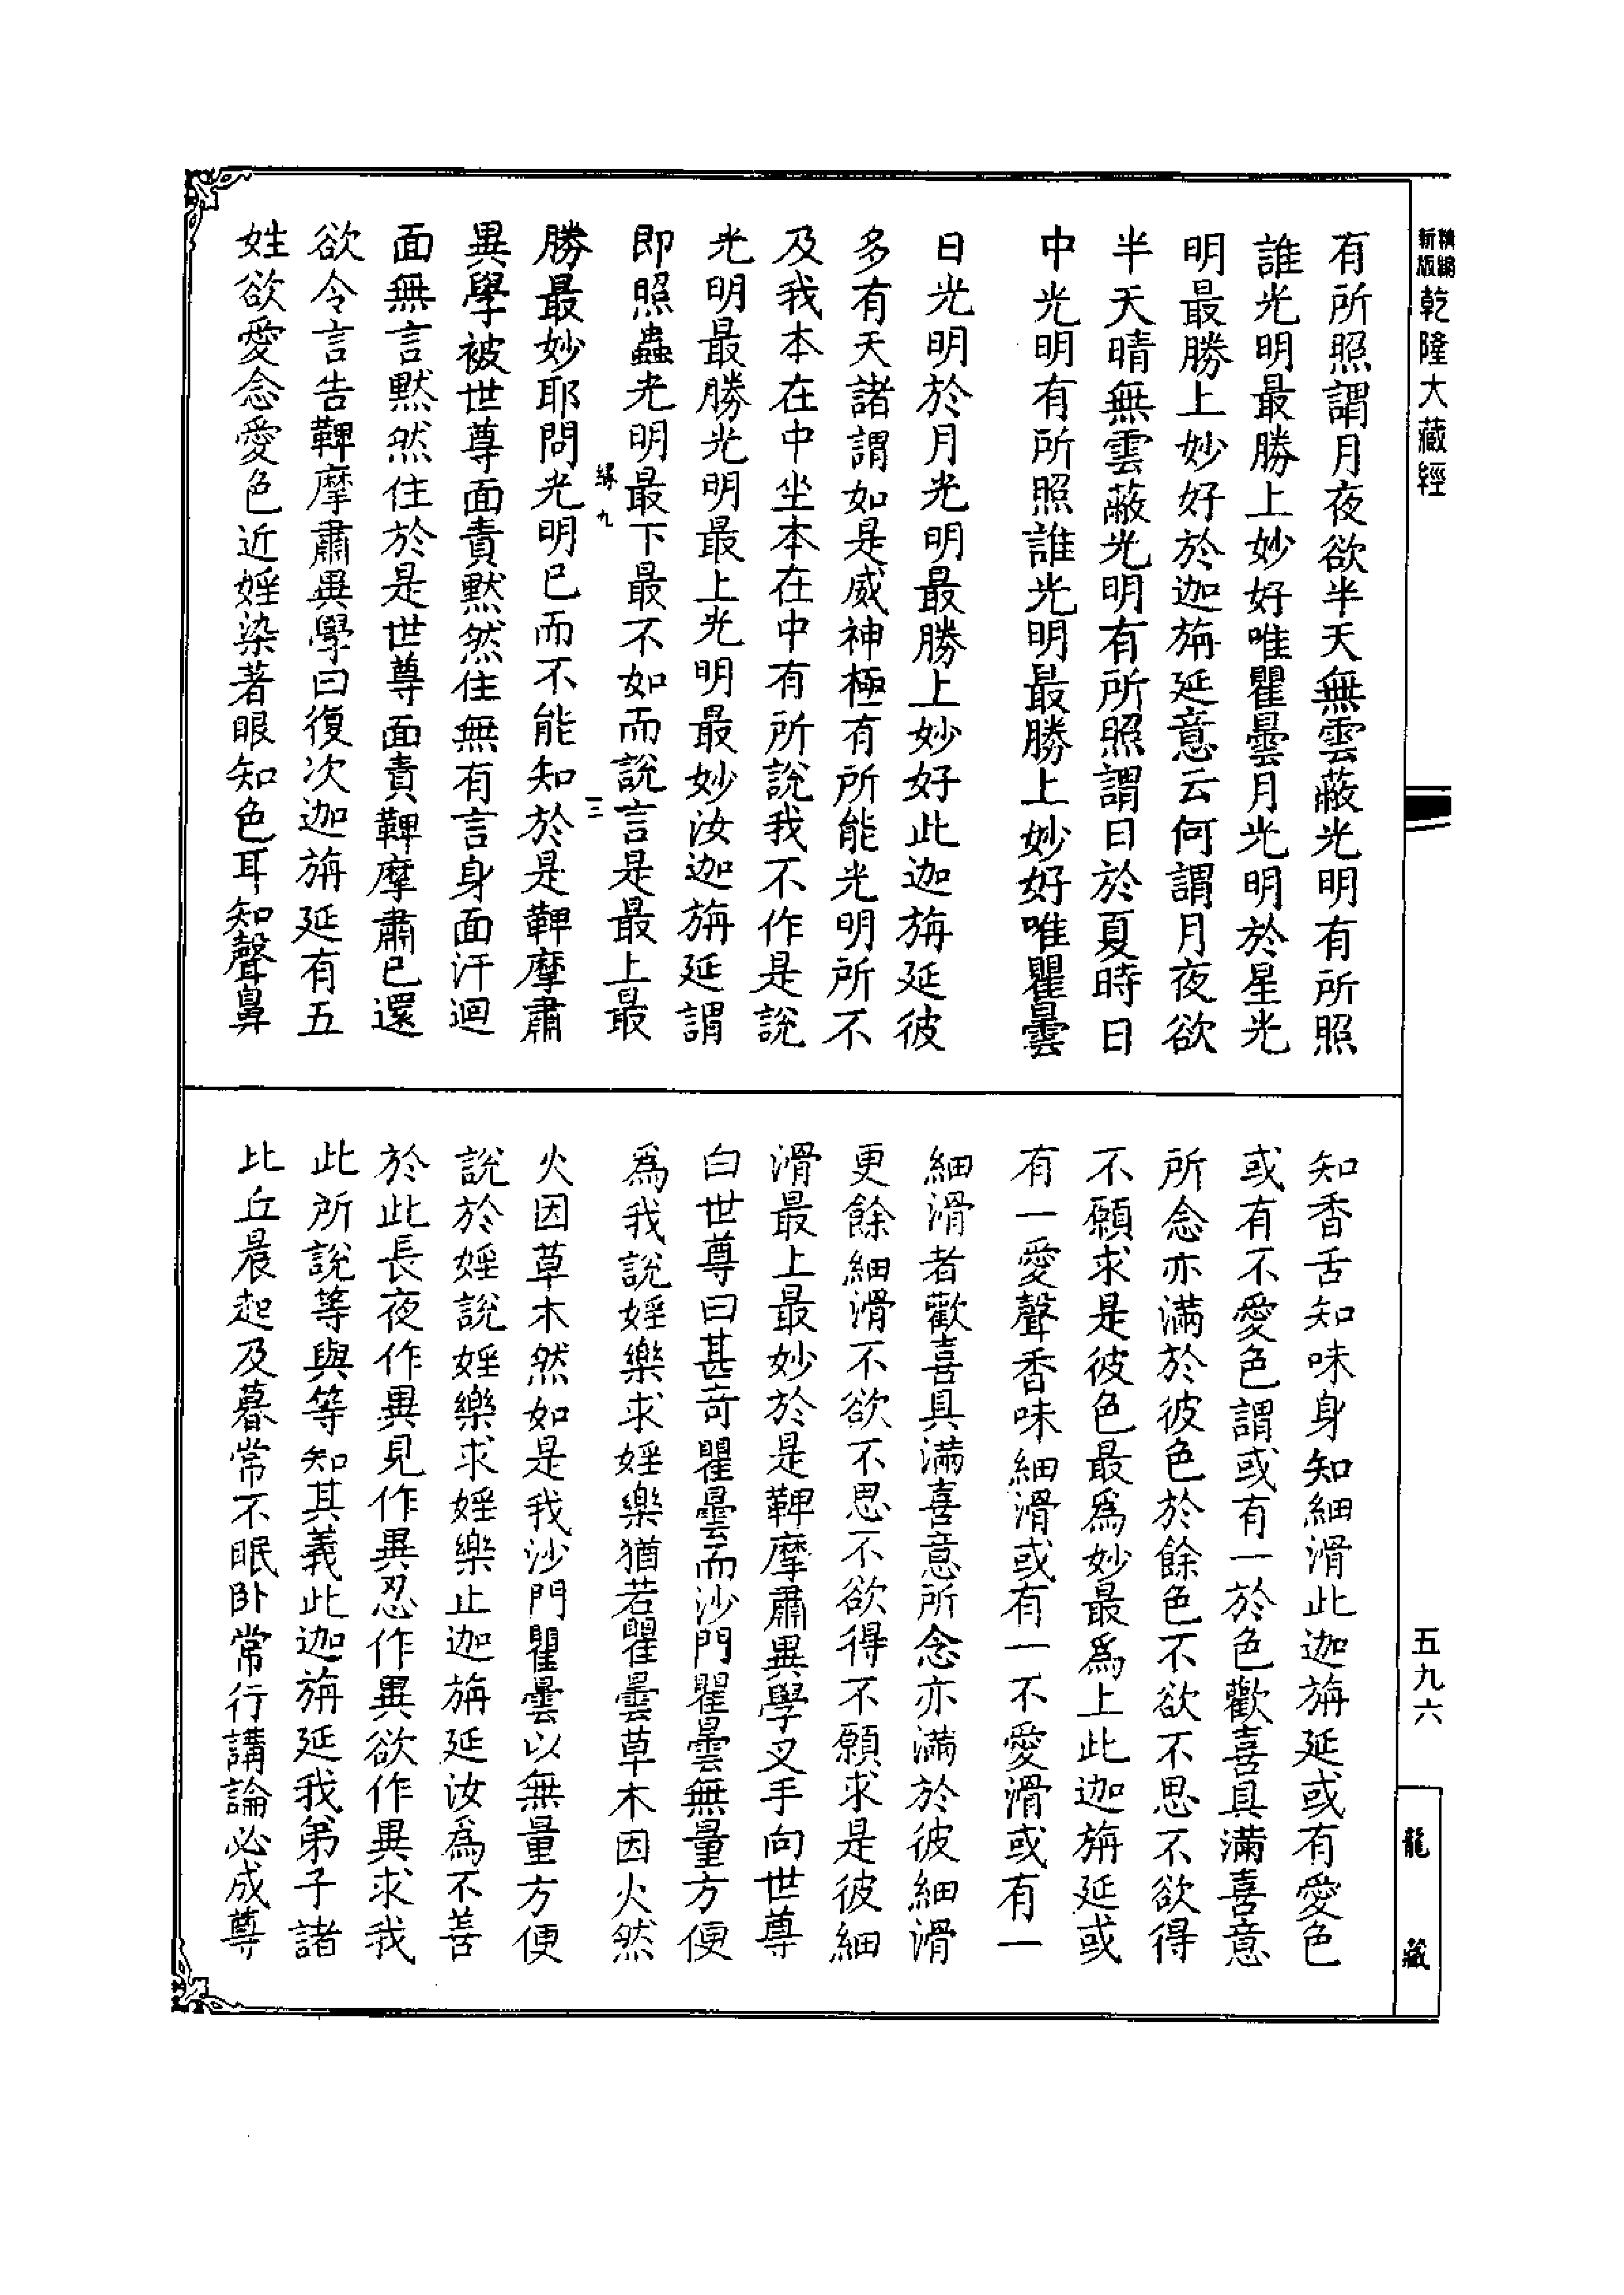 新版
精編
乾隆大藏經
五九六
龍藏
有所照謂月夜欲半天無雲蔽光明有所照
誰光明最勝上妙好唯瞿曇月光明於星光
明最勝上妙好於迦旃延意云何謂月夜欲
半天晴無雲蔽光明有所照謂日於夏時日
中光明有所照誰光明最勝上妙好唯瞿曇
日光明於月光明最勝上妙好此迦旃延彼
多有天諸謂如是威神極有所能光明所不
及我本在中坐本在中有所說我不作是說
光明最勝光明最上光明最妙汝迦旃延謂
即照蟲光明最下最不如而說言是最上最
緣九
三
勝最妙耶問光明已而不能知於是鞞摩肅
異學被世尊面責默然住無有言身面汗迴
面無言默然住於是世尊面責鞞摩肅已還
欲令言告鞞摩肅異學曰復次迦旃延有五
姓欲愛念愛色近婬染著眼知色耳知聲鼻
知香舌知味身知細滑此迦旃延或有愛色
或有不愛色謂或有一於色歡喜具滿喜意
所念亦滿於彼色於餘色不欲不思不欲得
不願求是彼色最爲妙最爲上此迦旃延或
有一愛聲香味細滑或有一不愛滑或有一
細滑者歡喜具滿喜意所念亦滿於彼細滑
更餘細滑不欲不思不欲得不願求是彼細
滑最上最妙於是鞞摩肅異學叉手向世尊
白世尊曰甚奇瞿曇而沙門瞿曇無量方便
爲我說婬樂求婬樂猶若瞿曇草木因火然
火因草木然如是我沙門瞿曇以無量方便
說於婬說婬樂求婬樂止迦旃延汝爲不善
於此長夜作異見作異忍作異欲作異求我
此所說等與等知其義此迦旃延我弟子諸
比丘晨起及暮常不眠卧常行講論必成尊